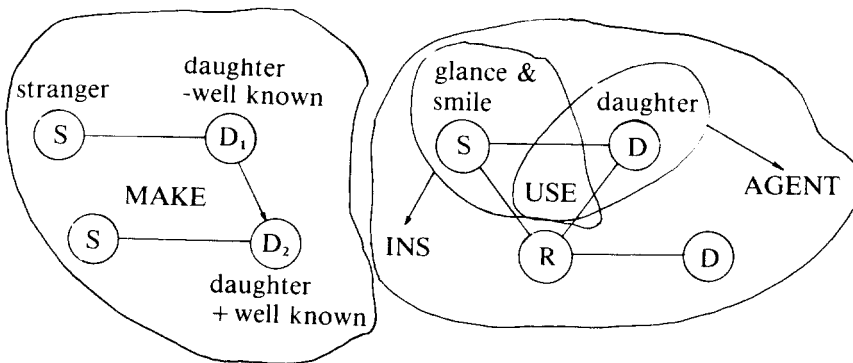 stranger
daughter
-well known
S
D₁
MAKE
S
D₂
daughter
+ well known
glance &
smile
daughter
S
D
USE
AGENT
INS
R
D